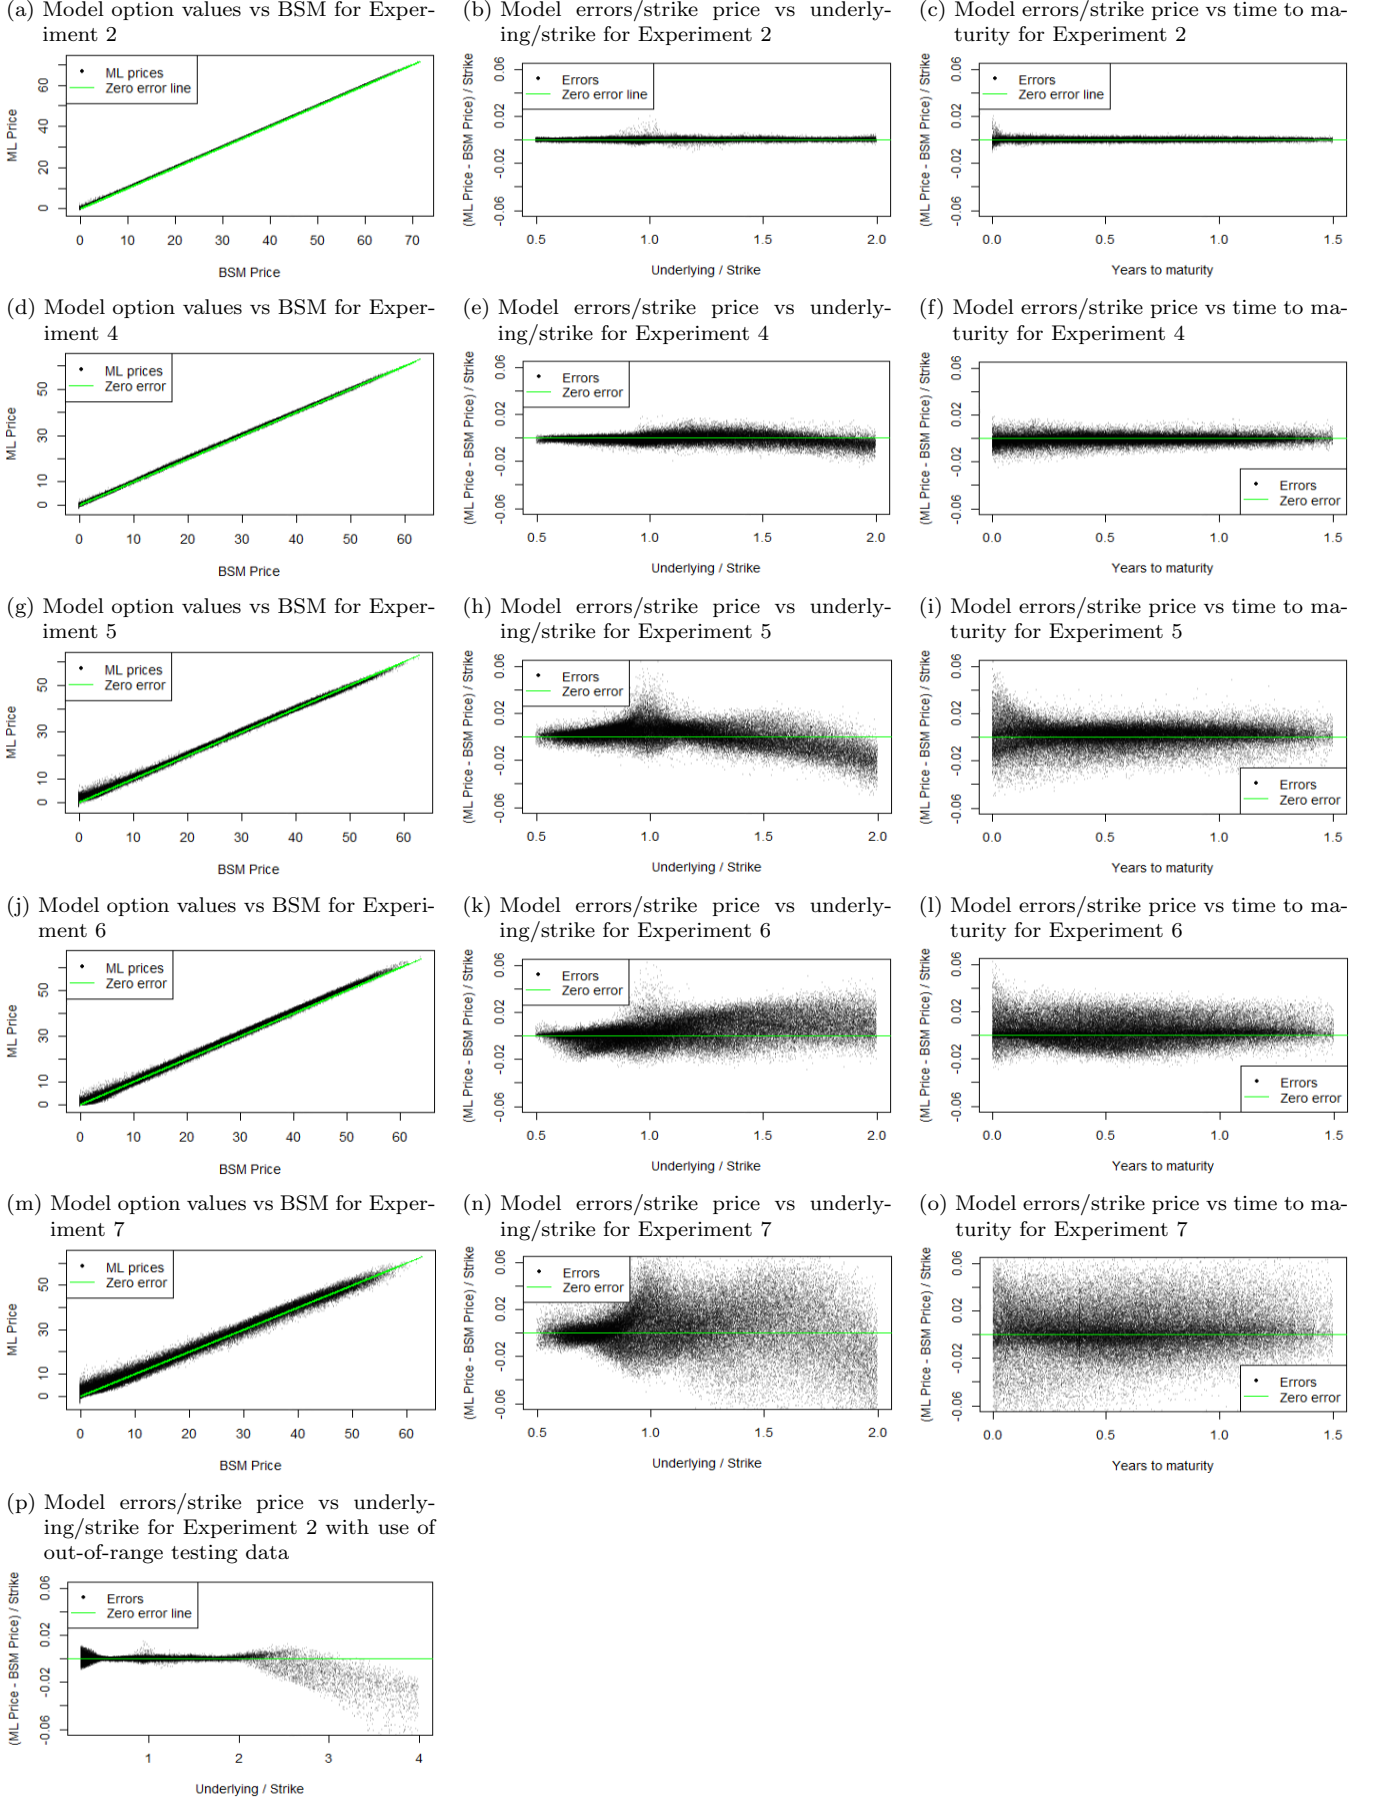 (a) Model option values vs BSM for Exper-
iment 2
ML Price
60
40
20
0
ML prices
Zero error line
0 10 20 30 40 50 60 70
BSM Price
(b) Model errors/strike price vs underly-
ing/strike for Experiment 2
(ML Price - BSM Price) / Strike
0.06
0.02
-0.02
-0.06
Errors
Zero error line
0.5 1.0 1.5 2.0
Underlying / Strike
(c) Model errors/strike price vs time to ma-
turity for Experiment 2
(ML Price - BSM Price) / Strike
0.06
0.02
-0.02
-0.06
Errors
Zero error line
0.0 0.5 1.0 1.5
Years to maturity
(d) Model option values vs BSM for Exper-
iment 4
ML Price
50
30
10
0
ML prices
Zero error
0 10 20 30 40 50 60
BSM Price
(e) Model errors/strike price vs underly-
ing/strike for Experiment 4
(ML Price - BSM Price) / Strike
0.06
0.02
-0.02
-0.06
Errors
Zero error
0.5 1.0 1.5 2.0
Underlying / Strike
(f) Model errors/strike price vs time to ma-
turity for Experiment 4
(ML Price - BSM Price) / Strike
0.06
0.02
-0.02
-0.06
Errors
Zero error
0.0 0.5 1.0 1.5
Years to maturity
(g) Model option values vs BSM for Exper-
iment 5
ML Price
50
30
10
0
ML prices
Zero error
0 10 20 30 40 50 60
BSM Price
(h) Model errors/strike price vs underly-
ing/strike for Experiment 5
(ML Price - BSM Price) / Strike
0.06
0.02
-0.02
-0.06
Errors
Zero error
0.5 1.0 1.5 2.0
Underlying / Strike
(i) Model errors/strike price vs time to ma-
turity for Experiment 5
(ML Price - BSM Price) / Strike
0.06
0.02
-0.02
-0.06
Errors
Zero error
0.0 0.5 1.0 1.5
Years to maturity
(j) Model option values vs BSM for Experi-
ment 6
ML Price
50
30
10
0
ML prices
Zero error
0 10 20 30 40 50 60
BSM Price
(k) Model errors/strike price vs underly-
ing/strike for Experiment 6
(ML Price - BSM Price) / Strike
0.06
0.02
-0.02
-0.06
Errors
Zero error
0.5 1.0 1.5 2.0
Underlying / Strike
(l) Model errors/strike price vs time to ma-
turity for Experiment 6
(ML Price - BSM Price) / Strike
0.06
0.02
-0.02
-0.06
Errors
Zero error
0.0 0.5 1.0 1.5
Years to maturity
(m) Model option values vs BSM for Exper-
iment 7
ML Price
50
30
10
0
ML prices
Zero error
0 10 20 30 40 50 60
BSM Price
(n) Model errors/strike price vs underly-
ing/strike for Experiment 7
(ML Price - BSM Price) / Strike
0.06
0.02
-0.02
-0.06
Errors
Zero error
0.5 1.0 1.5 2.0
Underlying / Strike
(o) Model errors/strike price vs time to ma-
turity for Experiment 7
(ML Price - BSM Price) / Strike
0.06
0.02
-0.02
-0.06
Errors
Zero error
0.0 0.5 1.0 1.5
Years to maturity
(p) Model errors/strike price vs underly-
ing/strike for Experiment 2 with use of
out-of-range testing data
(ML Price - BSM Price) / Strike
0.06
0.02
-0.02
-0.06
Errors
Zero error line
1 2 3 4
Underlying / Strike